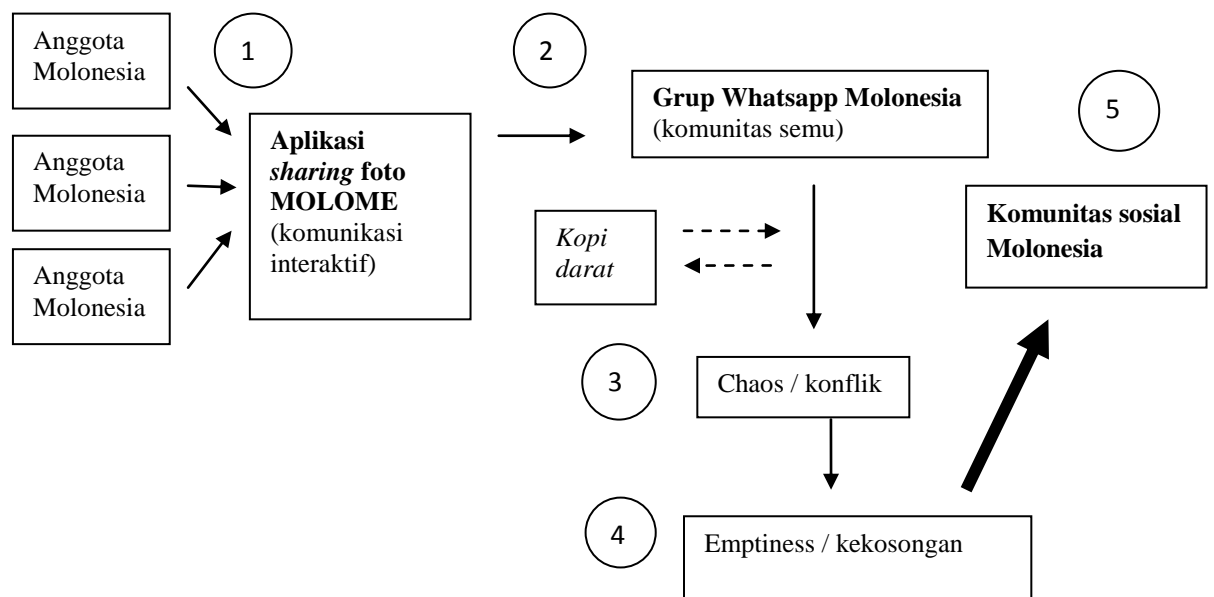 Anggota
Molonesia
1
2
Anggota
Molonesia
Anggota
Molonesia
Aplikasi
sharing foto
MOLOME
(komunikasi
interaktif)
Grup Whatsapp Molonesia
(komunitas semu)
5
Kopi
darat
Komunitas sosial
Molonesia
3
Chaos / konflik
4
Emptiness / kekosongan